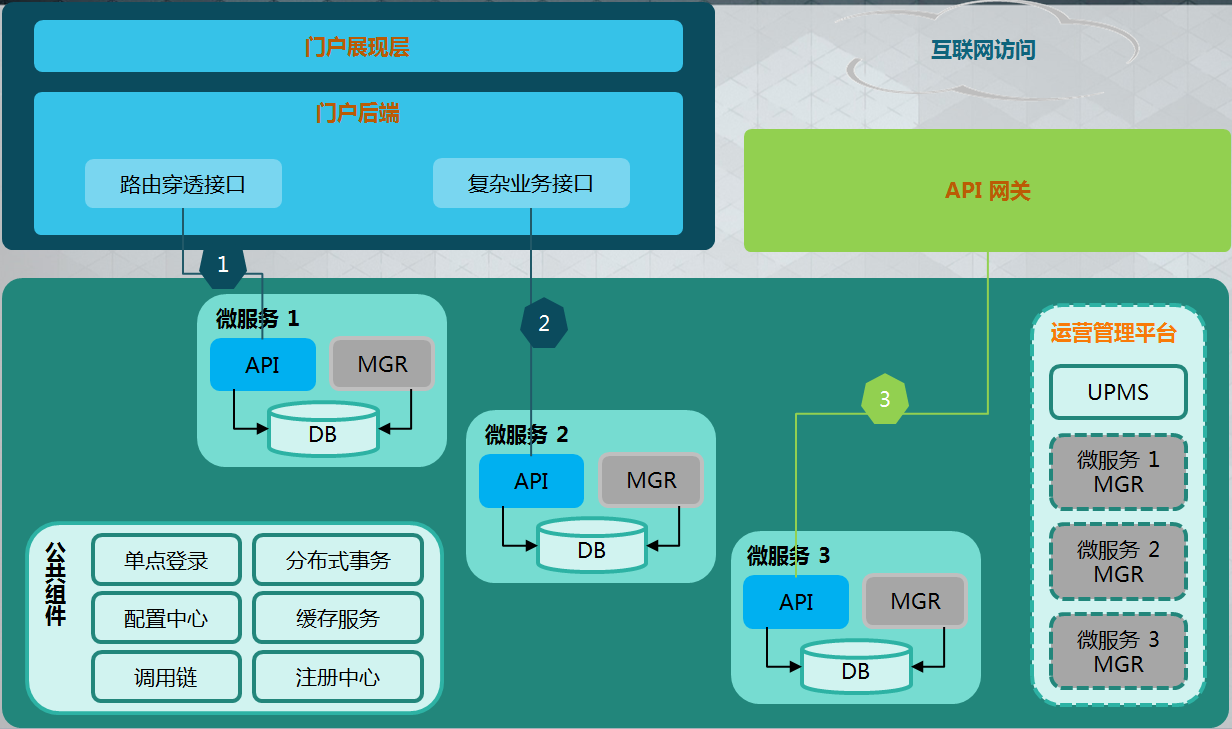 门户展现层
互联网访问
门户后端
路由穿透接口
复杂业务接口
API 网关
1
2
3
微服务 1
API
MGR
DB
微服务 2
API
MGR
DB
微服务 3
API
MGR
DB
运营管理平台
UPMS
微服务 1
MGR
微服务 2
MGR
微服务 3
MGR
公共组件
单点登录
分布式事务
配置中心
缓存服务
调用链
注册中心